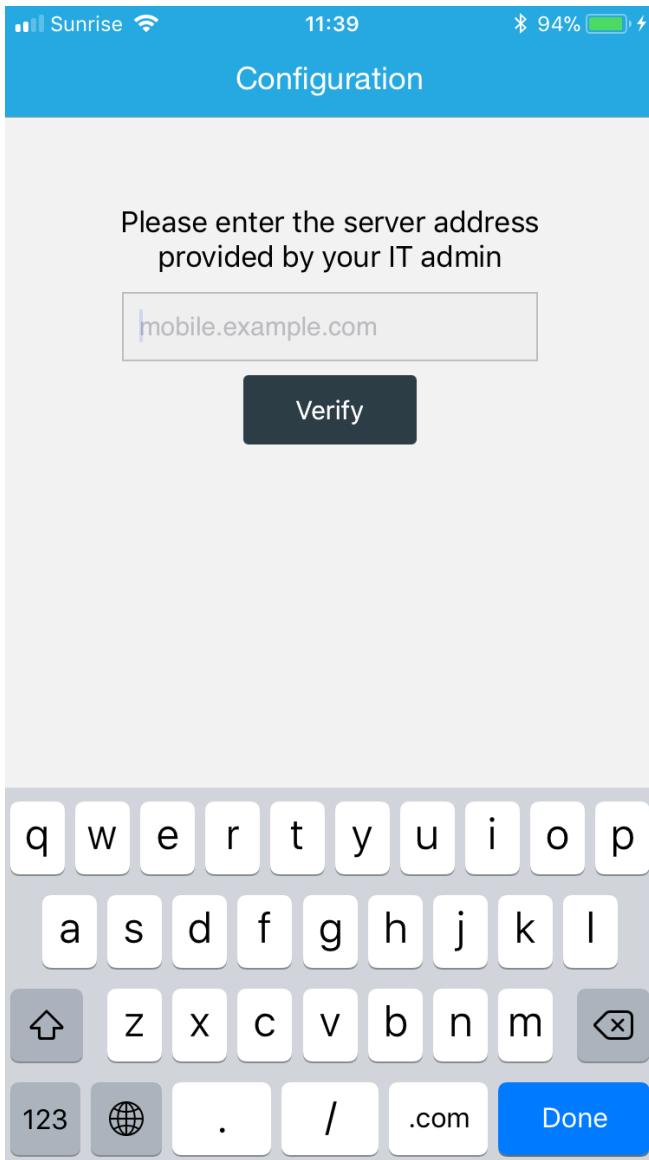 Sunrise 11:39 94%
Configuration
Please enter the server address
provided by your IT admin
mobile.example.com
Verify
q w e r t y u i o p
a s d f g h j k l
z x c v b n m
123 . / .com Done